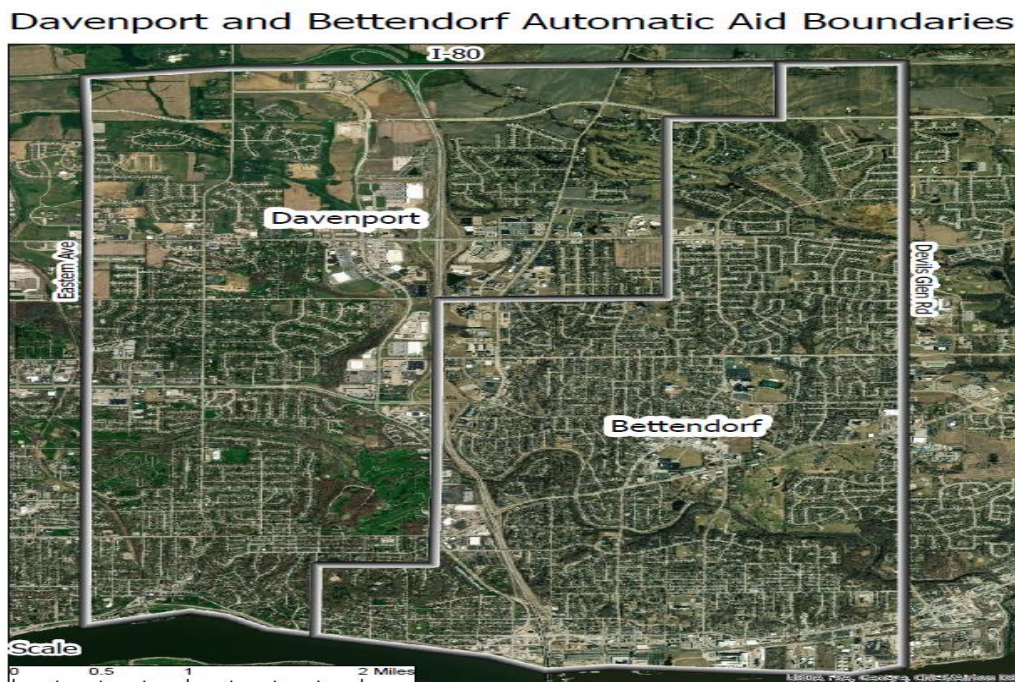 Davenport and Bettendorf Automatic Aid Boundaries
I-80
Davenport
Eastern Ave
Devils Glen Rd
Bettendorf
Scale
0 0.5 1 2 Miles